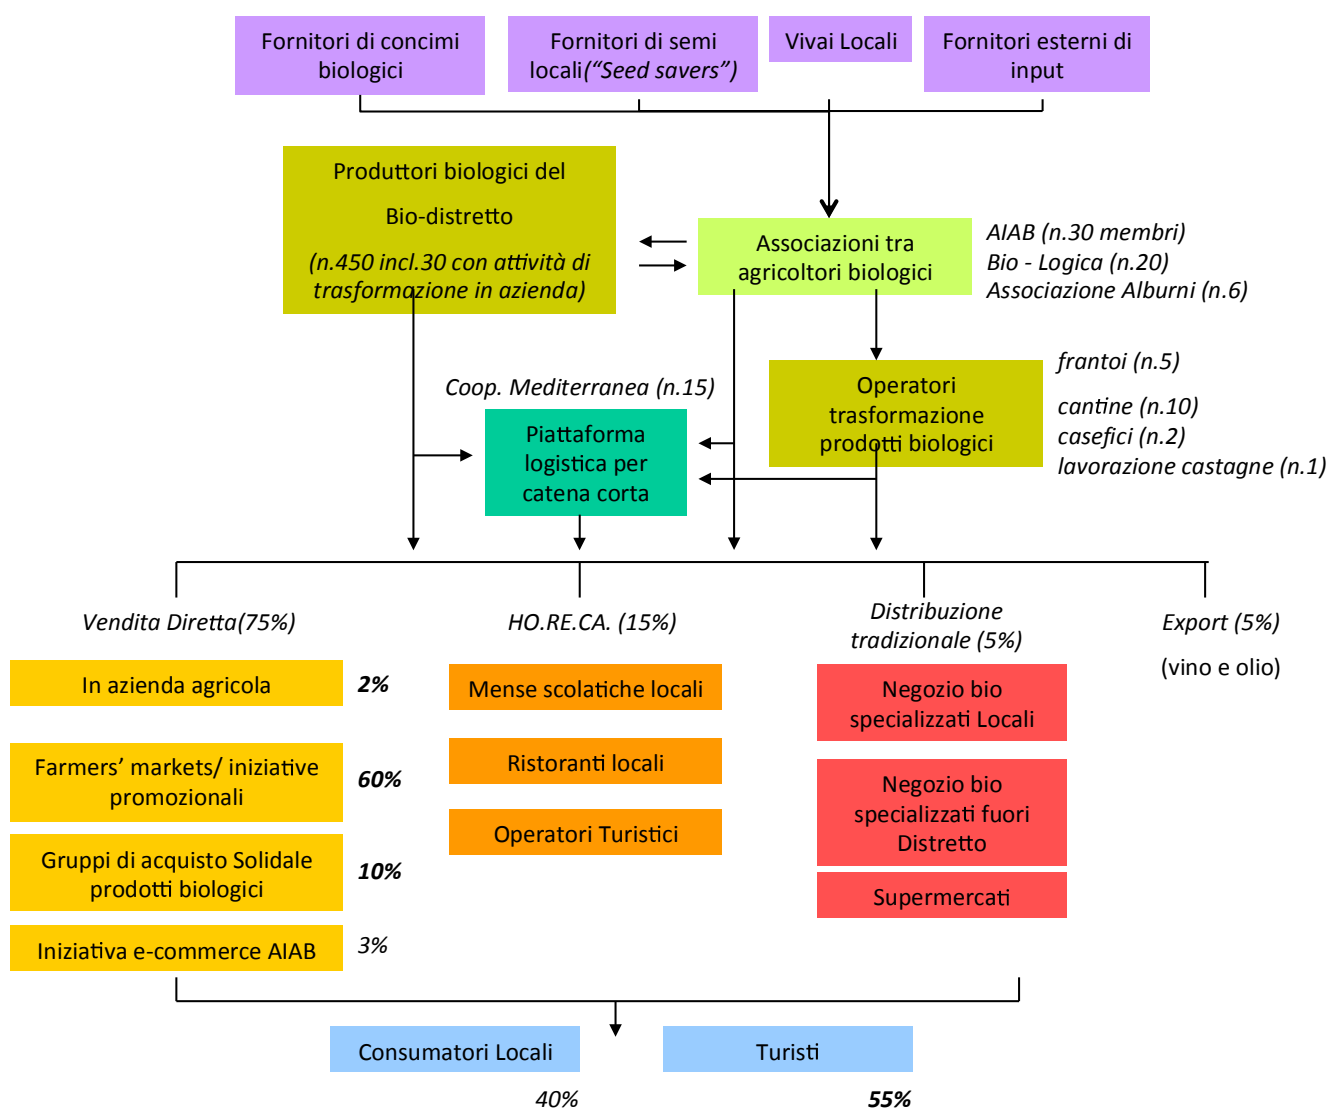 Fornitori di concimi
biologici
Fornitori di semi
locali(“Seed savers”)
Vivai Locali
Fornitori esterni di
input
Produttori biologici del
Bio-distretto
(n.450 incl.30 con attività di
trasformazione in azienda)
Associazioni tra
agricoltori biologici
AIAB (n.30 membri)
Bio - Logica (n.20)
Associazione Alburni (n.6)
Coop. Mediterranea (n.15)
Piattaforma
logistica per
catena corta
Operatori
trasformazione
prodotti biologici
frantoi (n.5)
cantine (n.10)
casefici (n.2)
lavorazione castagne (n.1)
Vendita Diretta(75%)
In azienda agricola
2%
Farmers’ markets/ iniziative
promozionali
60%
Gruppi di acquisto Solidale
prodotti biologici
10%
Iniziativa e-commerce AIAB
3%
HO.RE.CA. (15%)
Mense scolatiche locali
Ristoranti locali
Operatori Turistici
Distribuzione
tradizionale (5%)
Negozio bio
specializzati Locali
Negozio bio
specializzati fuori
Distretto
Supermercati
Export (5%)
(vino e olio)
Consumatori Locali
Turisti
40%
55%